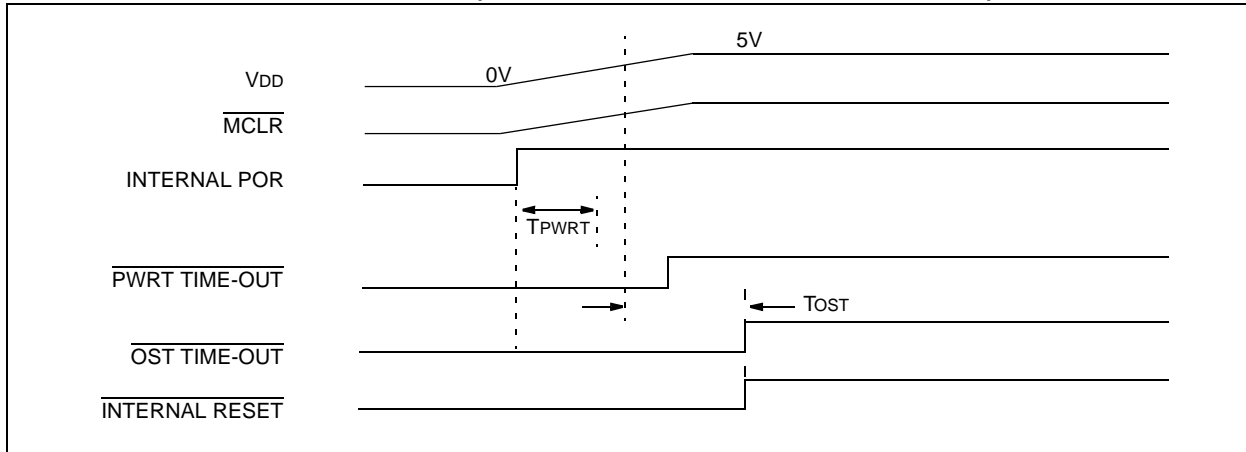 5V
0V
VDD
MCLR
INTERNAL POR
TPWRT
PWRT TIME-OUT
TOST
OST TIME-OUT
INTERNAL RESET